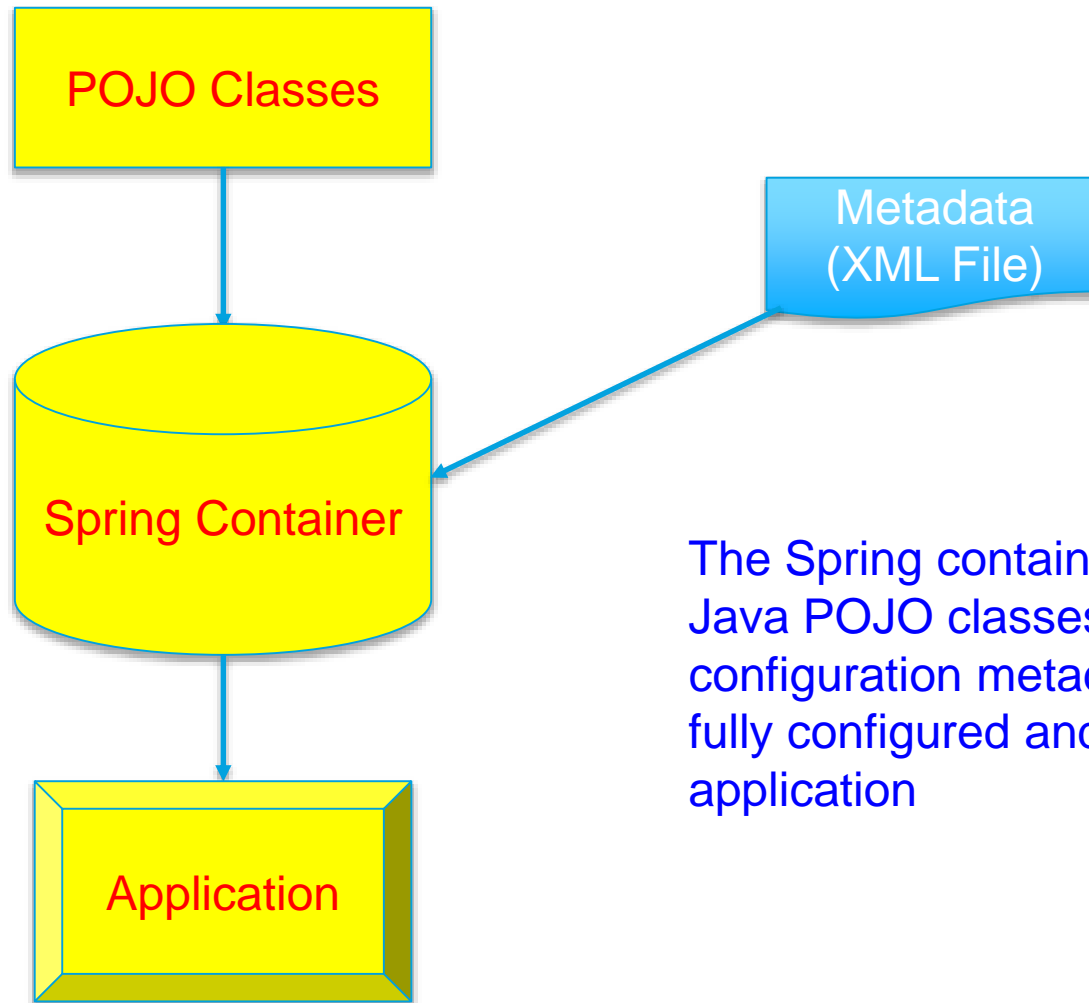 POJO Classes
Metadata
(XML File)
Spring Container
The Spring contain
Java POJO classes
configuration metad
fully configured and
application
Application